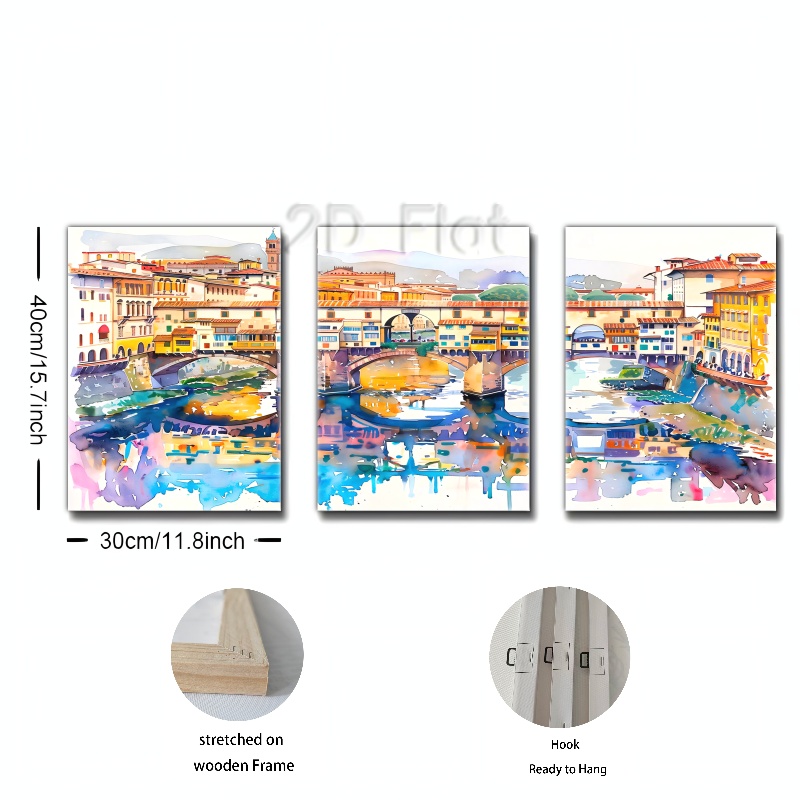 2D Flat
40cm/15.7inch
30cm/11.8inch
stretched on
wooden Frame
Hook
Ready to Hang